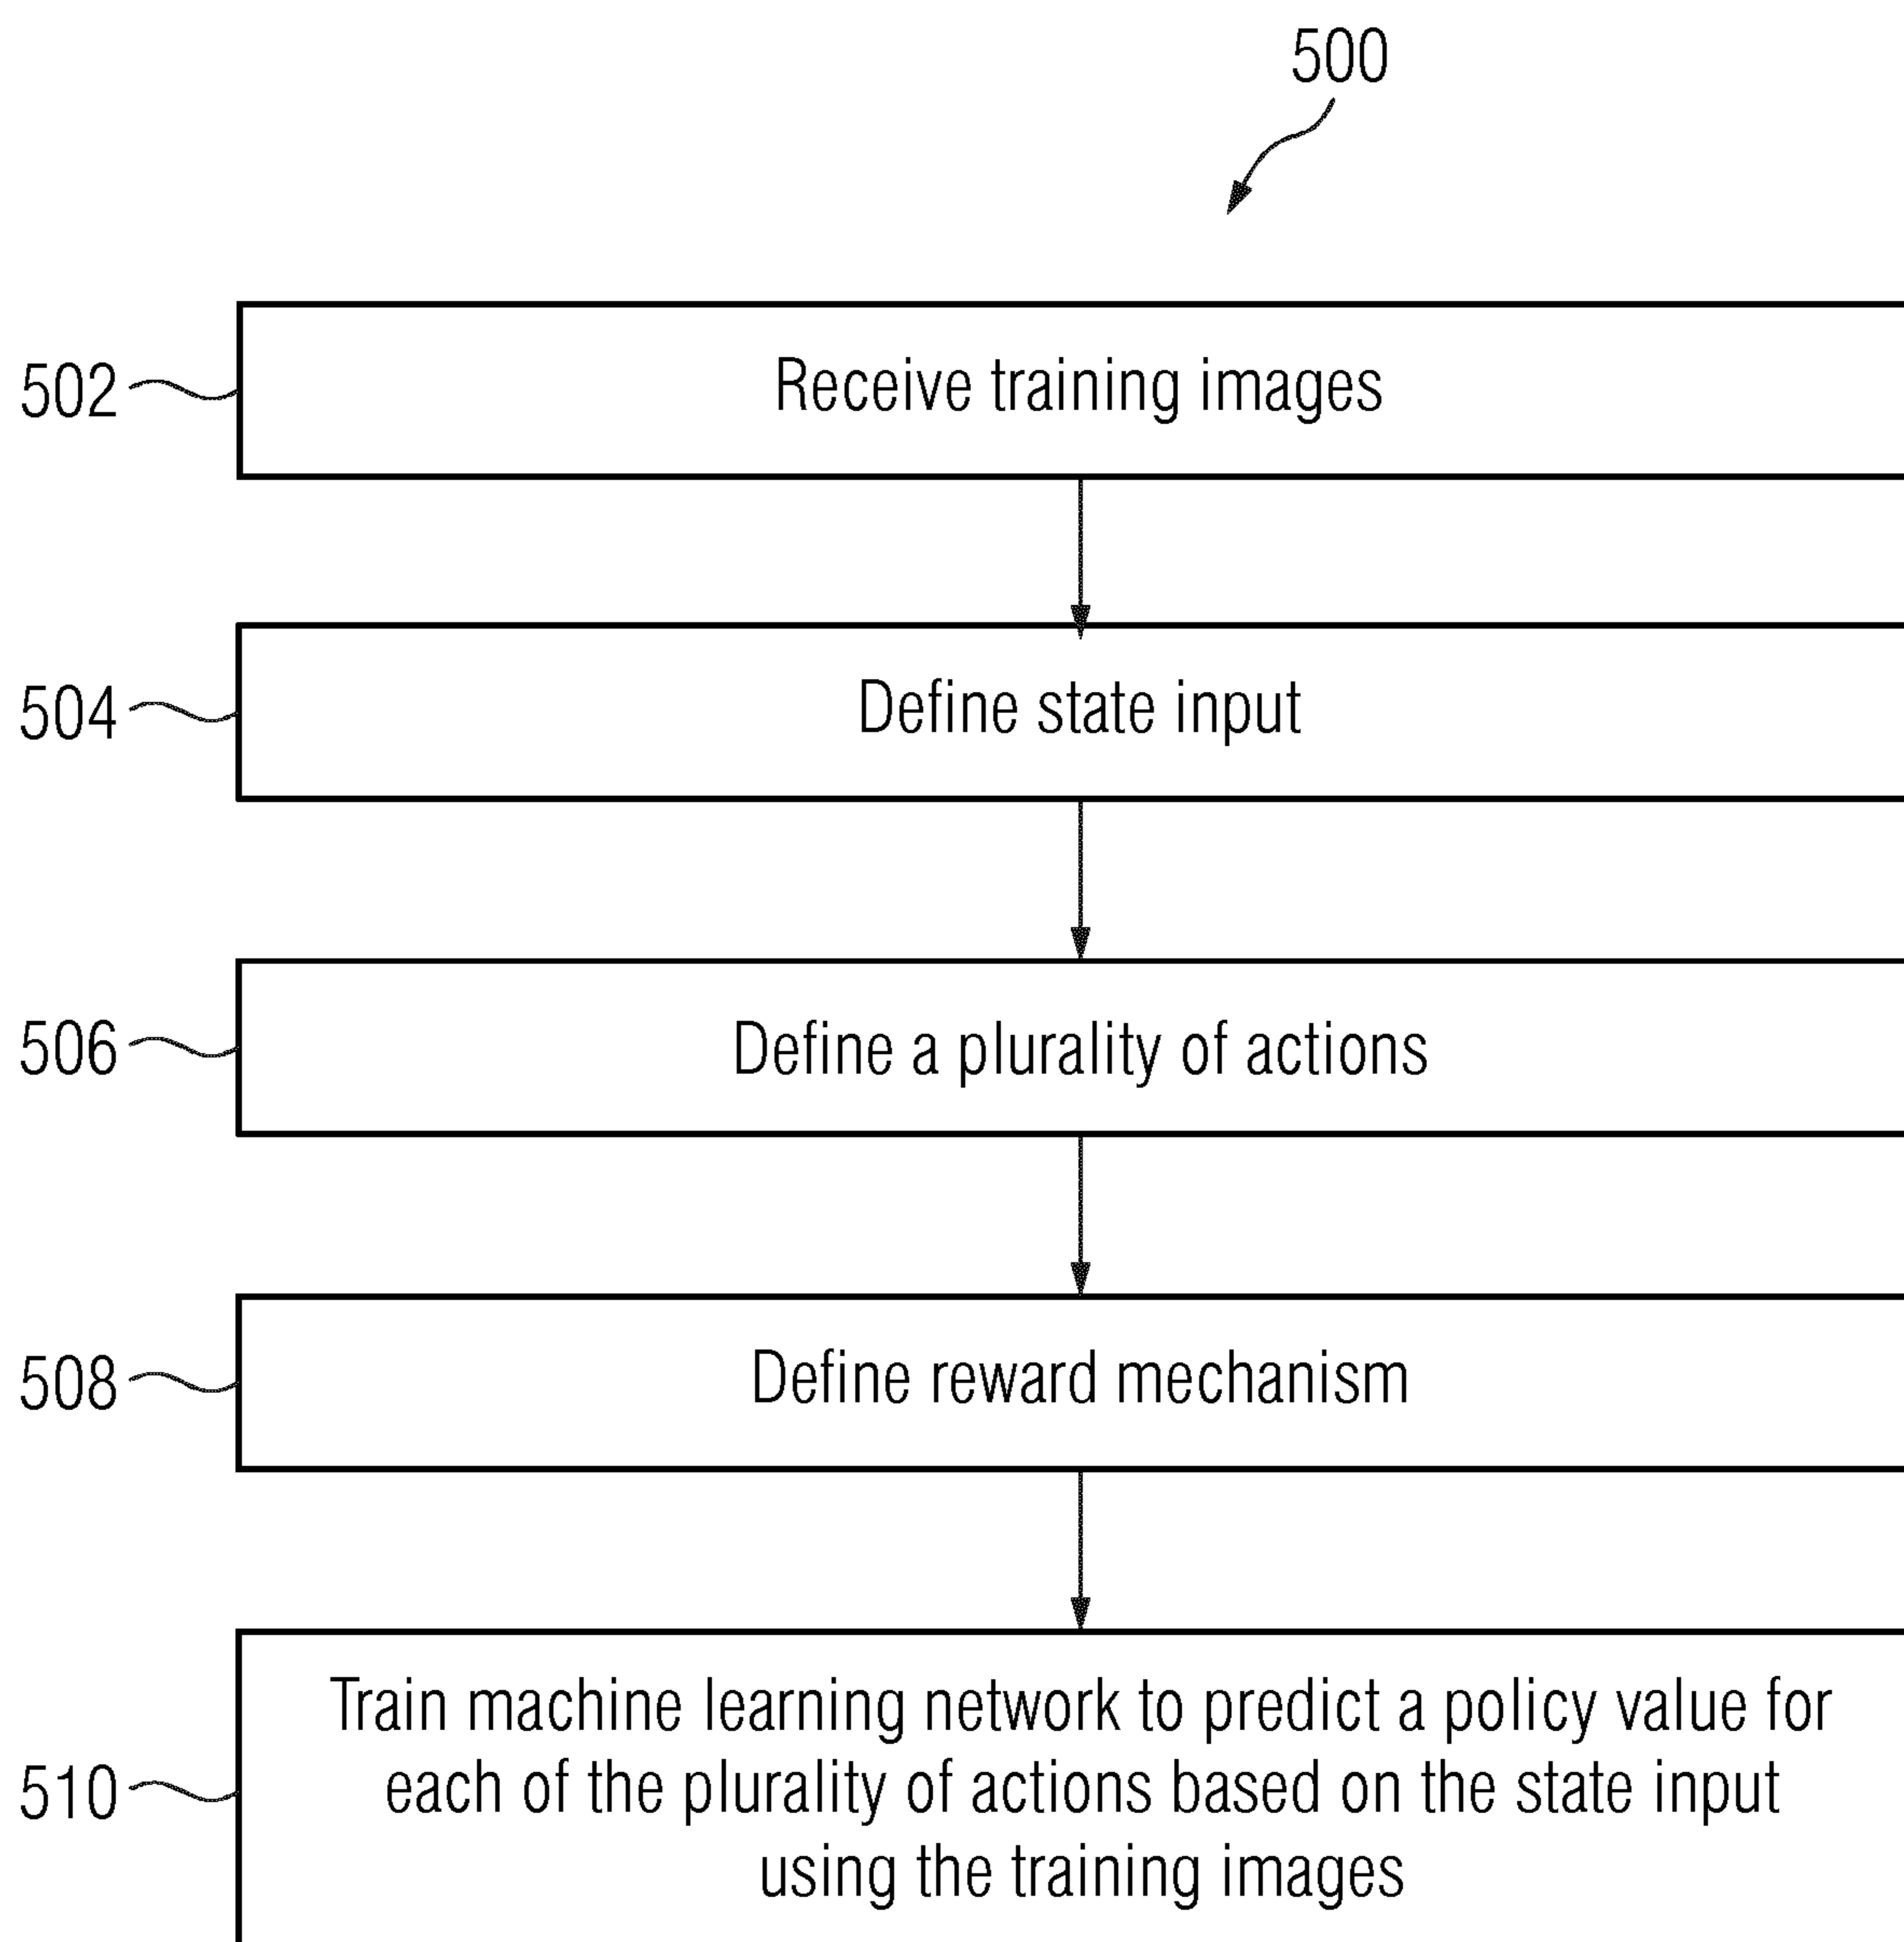 500
502
Receive training images
504
Define state input
506
Define a plurality of actions
508
Define reward mechanism
510
Train machine learning network to predict a policy value for
each of the plurality of actions based on the state input
using the training images